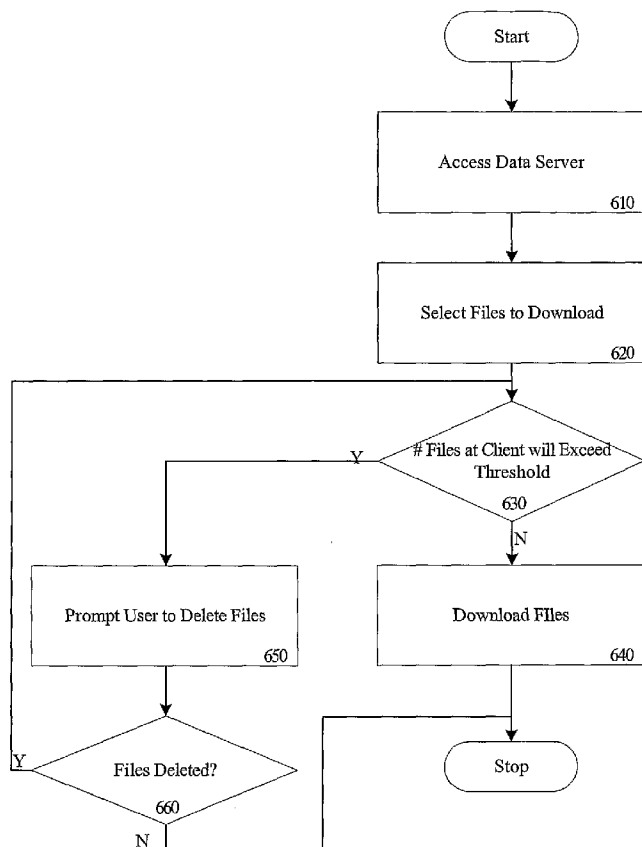 Start
Access Data Server
610
Select Files to Download
620
# Files at Client will Exceed
Threshold
630
Y
N
Prompt User to Delete Files
650
Download FIles
640
Files Deleted?
660
Y
N
Stop